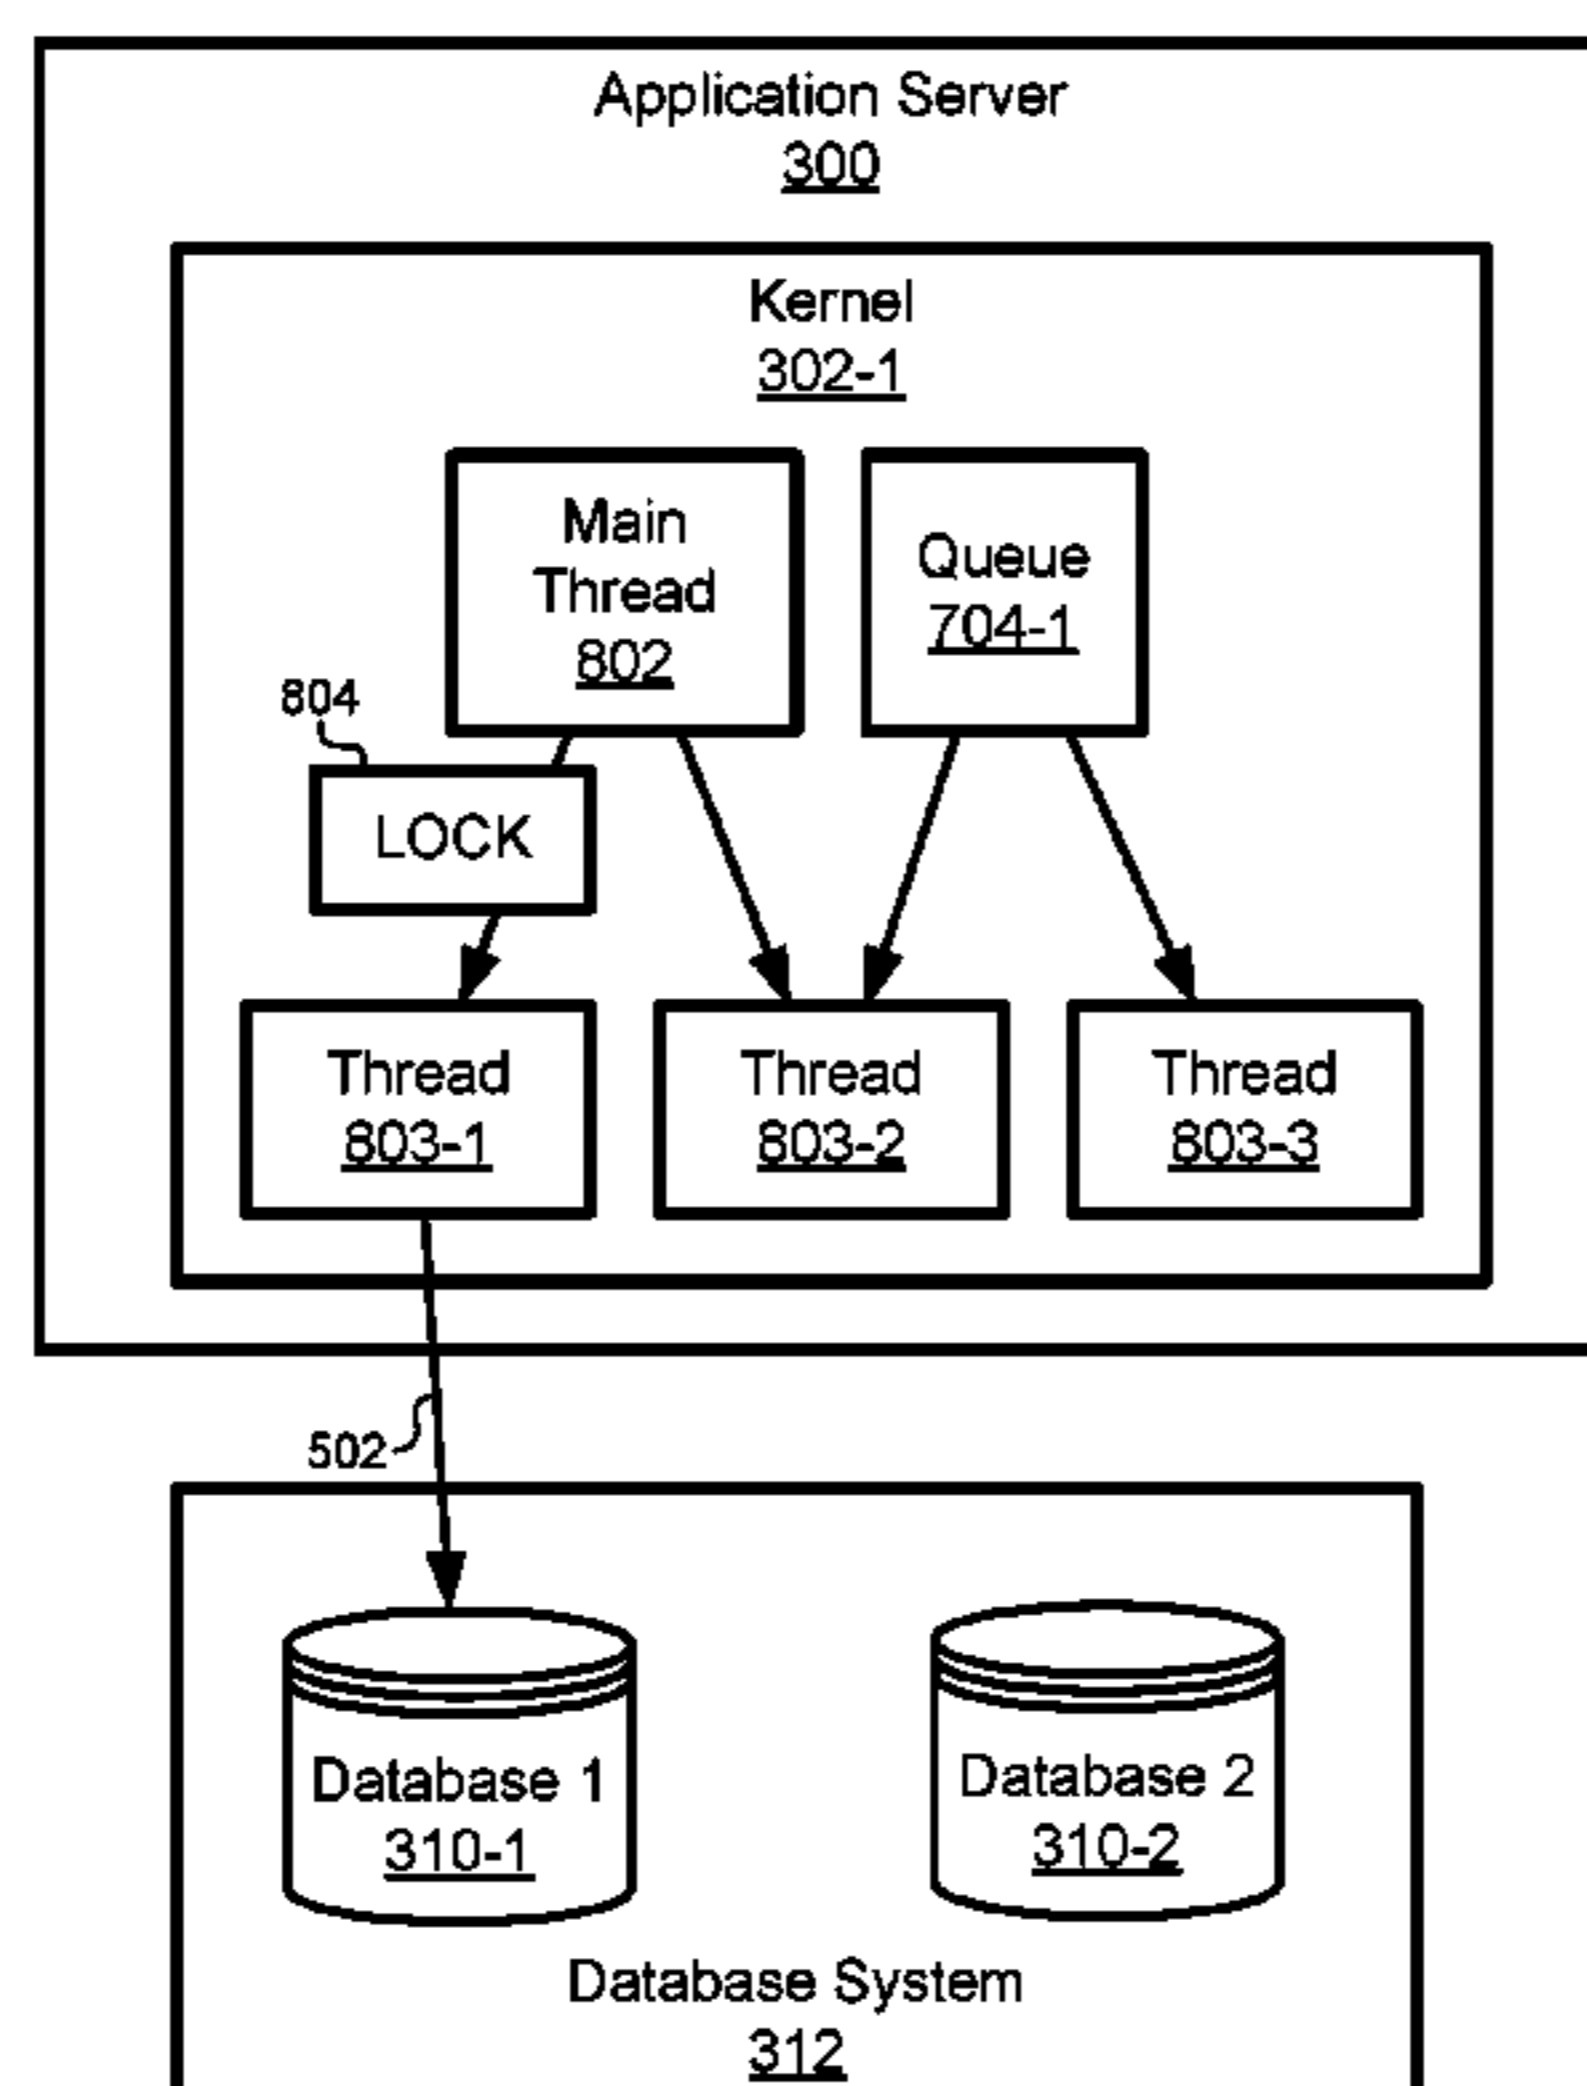 Application Server
300
Kernel
302-1
Main
Thread
802
Queue
704-1
804
LOCK
Thread
803-1
Thread
803-2
Thread
803-3
502
Database 1
310-1
Database 2
310-2
Database System
312